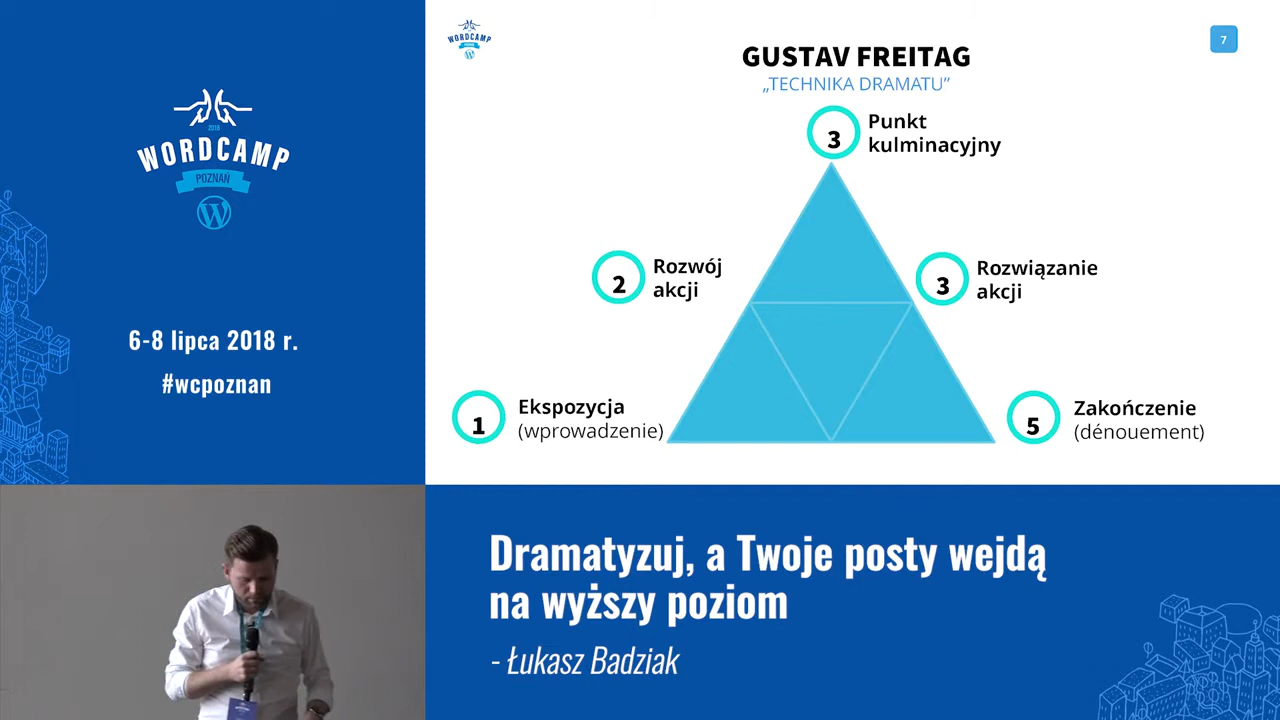 2018
WORDCAMP
POZNAŃ
W
6-8 lipca 2018 r.
#wcpoznan
WORDCAMP
7
GUSTAV FREITAG
„TECHNIKA DRAMATU”
3
Punkt
kulminacyjny
2
Rozwój
akcji
3
Rozwiązanie
akcji
1
Ekspozycja
(wprowadzenie)
5
Zakończenie
(dénouement)
Dramatyzuj, a Twoje posty wejdą
na wyższy poziom
- Łukasz Badziak